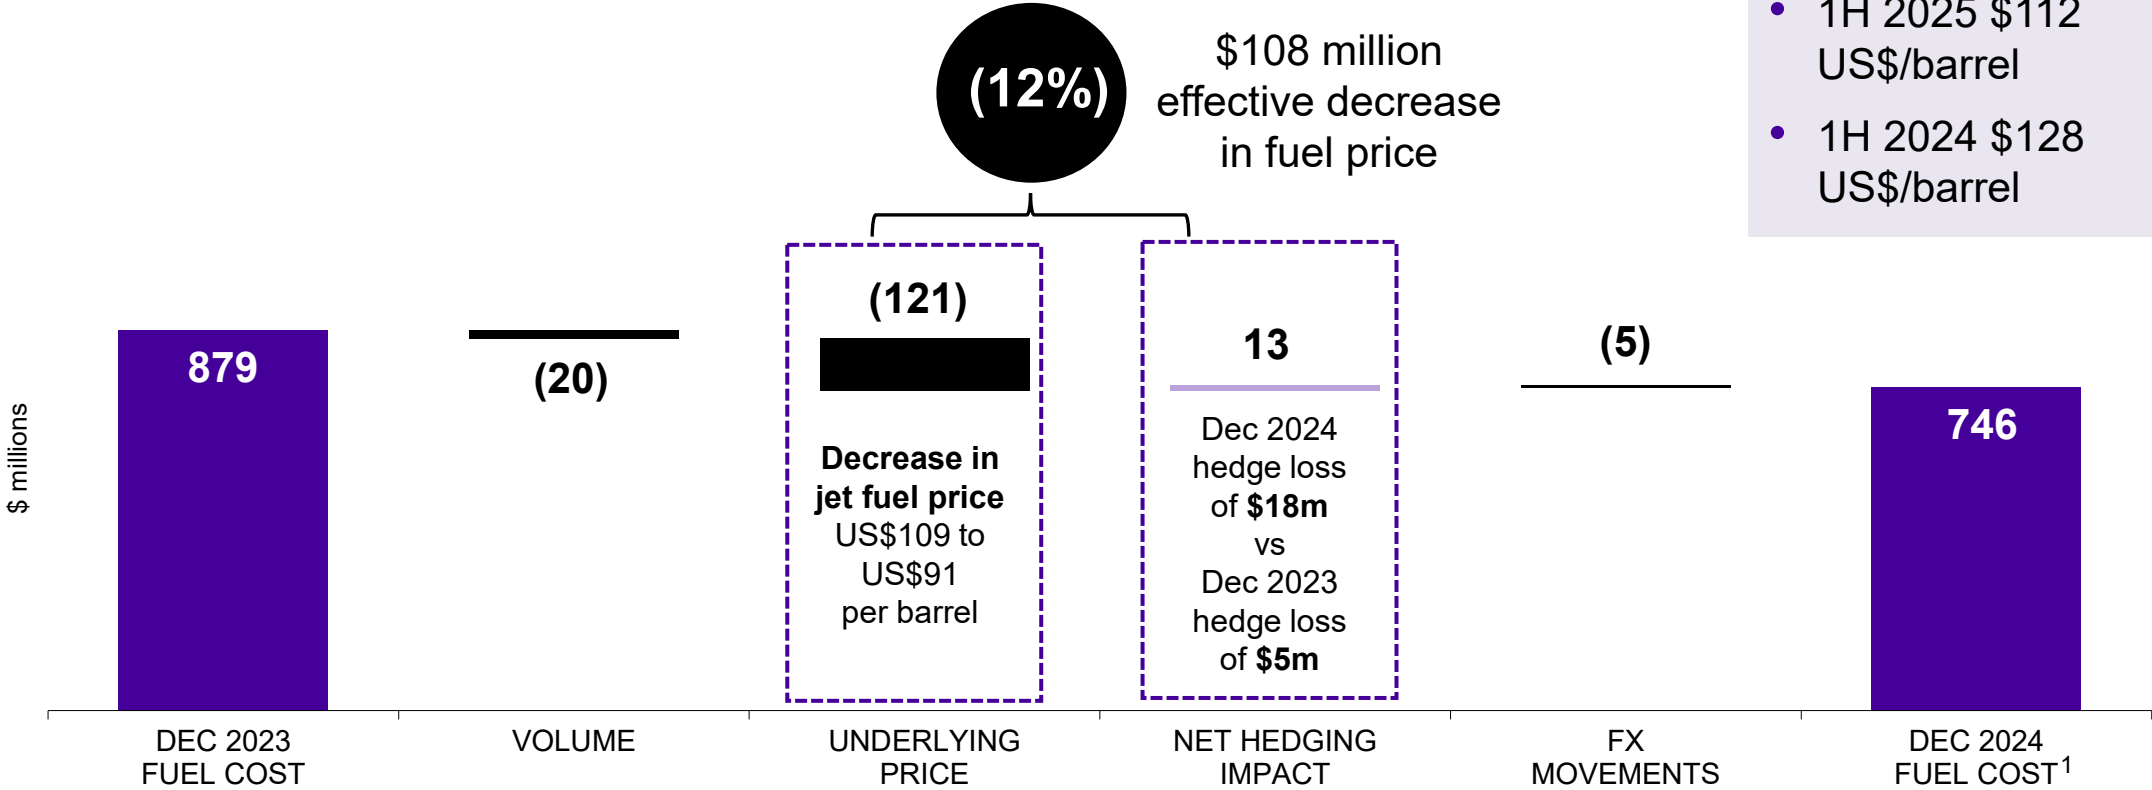 (12%)
$108 million
effective decrease
in fuel price
• 1H 2025 $112
US$/barrel
• 1H 2024 $128
US$/barrel
$ millions
879
(20)
(121)
Decrease in
jet fuel price
US$109 to
US$91
per barrel
13
Dec 2024
hedge loss
of $18m
vs
Dec 2023
hedge loss
of $5m
(5)
746
DEC 2023
FUEL COST
VOLUME
UNDERLYING
PRICE
NET HEDGING
IMPACT
FX
MOVEMENTS
DEC 2024
FUEL COST1